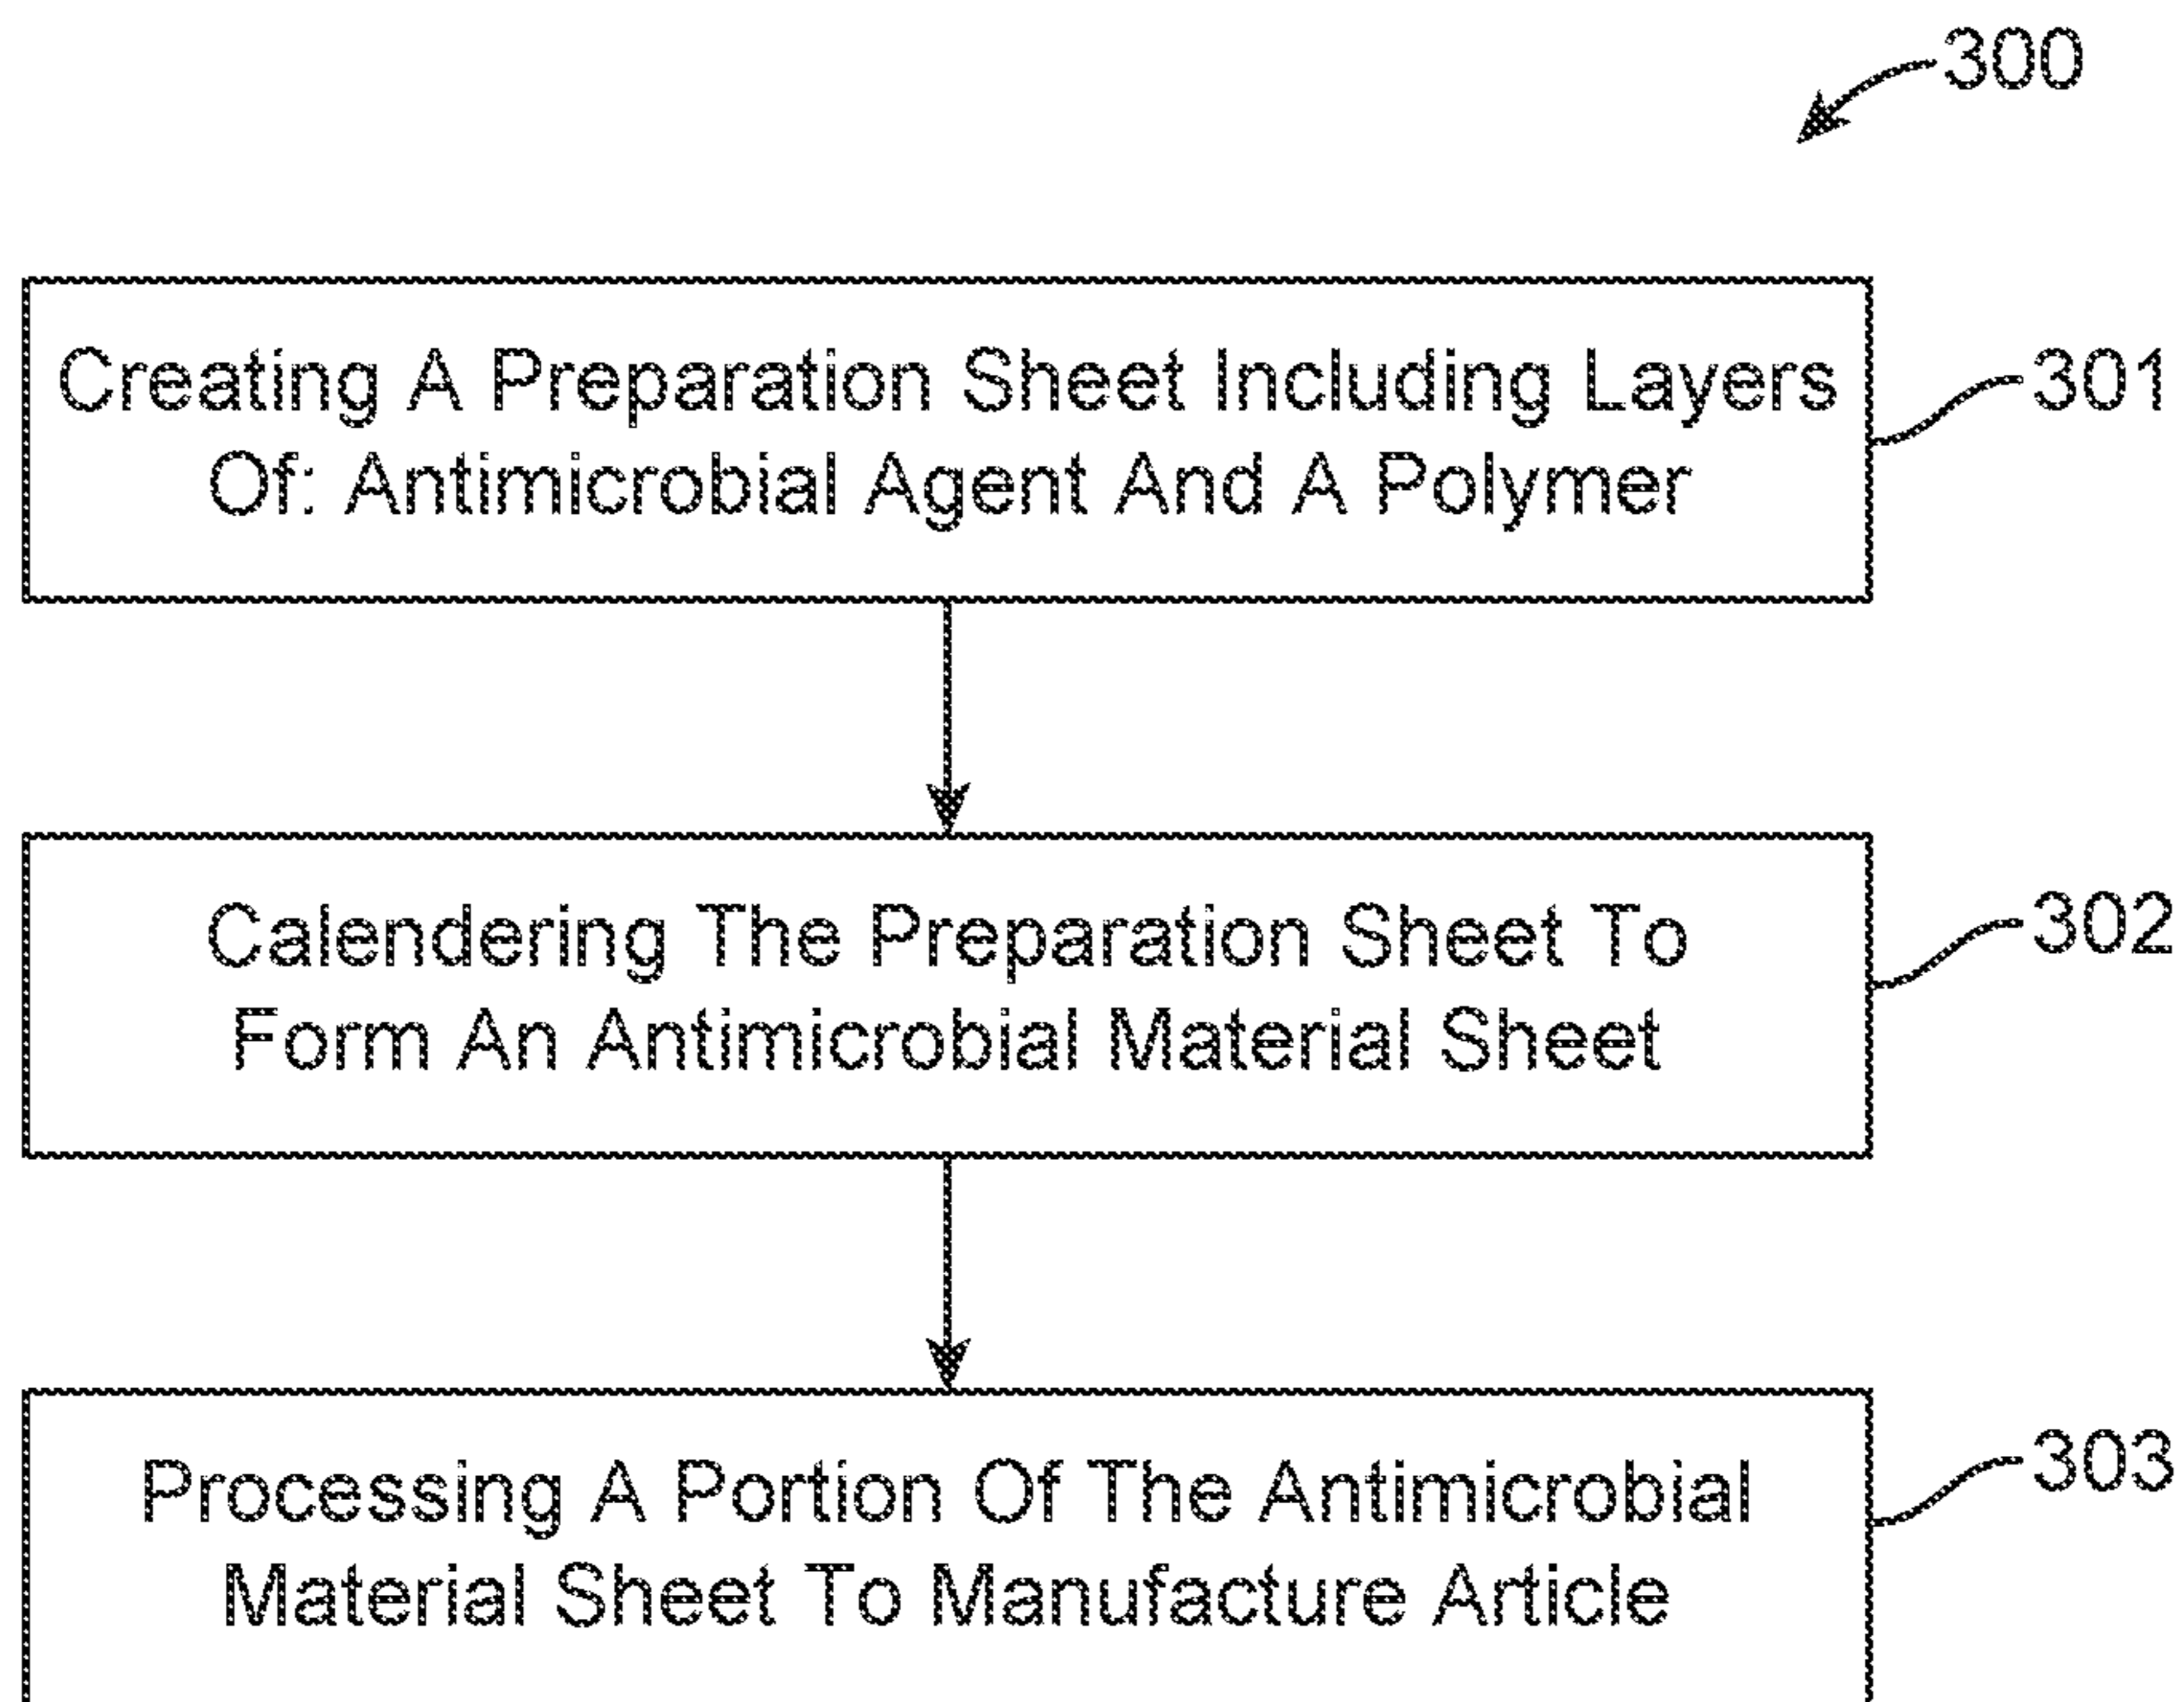 300
Creating A Preparation Sheet Including Layers
Of: Antimicrobial Agent And A Polymer
301
Calendering The Preparation Sheet To
Form An Antimicrobial Material Sheet
302
Processing A Portion Of The Antimicrobial
Material Sheet To Manufacture Article
303